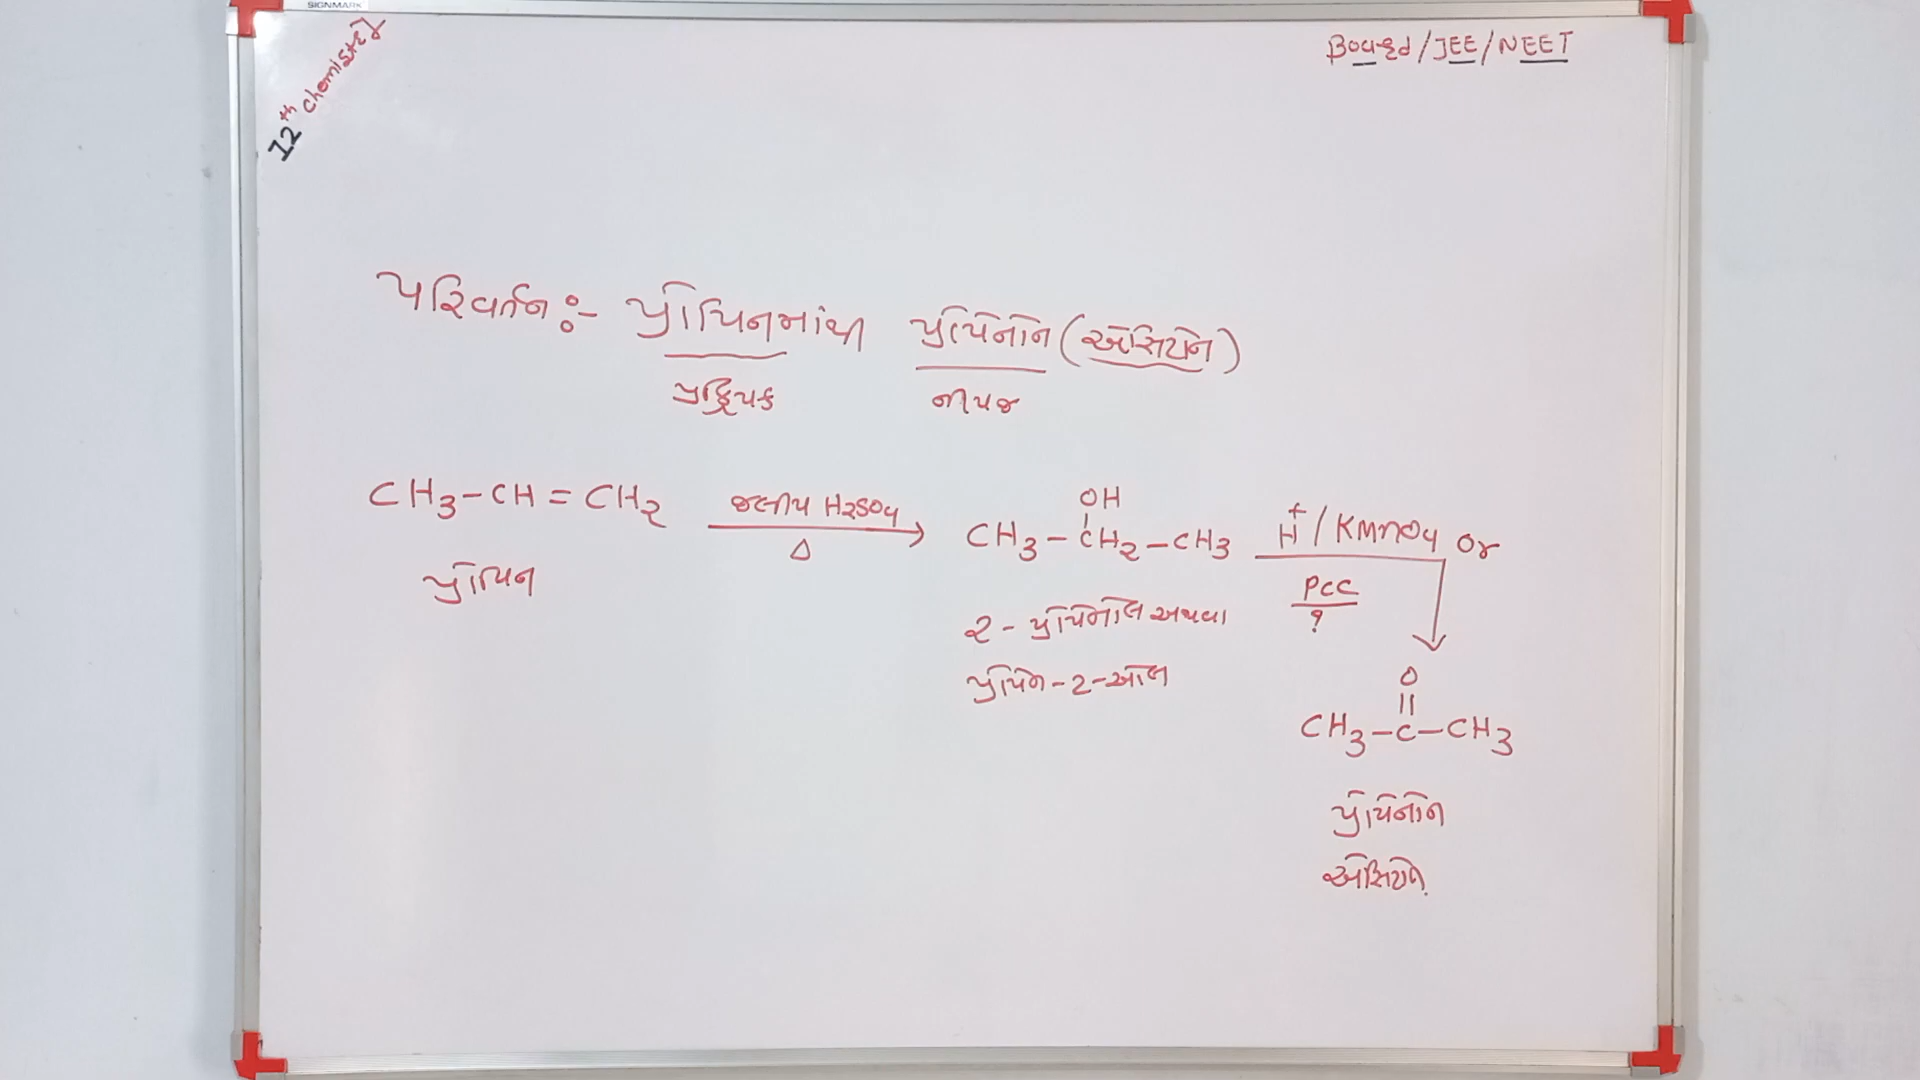 SIGNMARK
12th chemistry
Board/JEE/NEET
પરિવર્તન :- પ્રોપિનમાંથી પ્રોપેનોન (એસિટોન)
પ્રક્રિયક નીપજ
CH3-CH=CH2 જલીય H2SO4 Δ
OH
CH3-CH2-CH3 H+/KMnO4 or
PCC
?
પ્રોપિન
2-પ્રોપેનોલ અથવા
પ્રોપેન-2-ઓલ
O
||
CH3-C-CH3
પ્રોપેનોન
એસિટોન